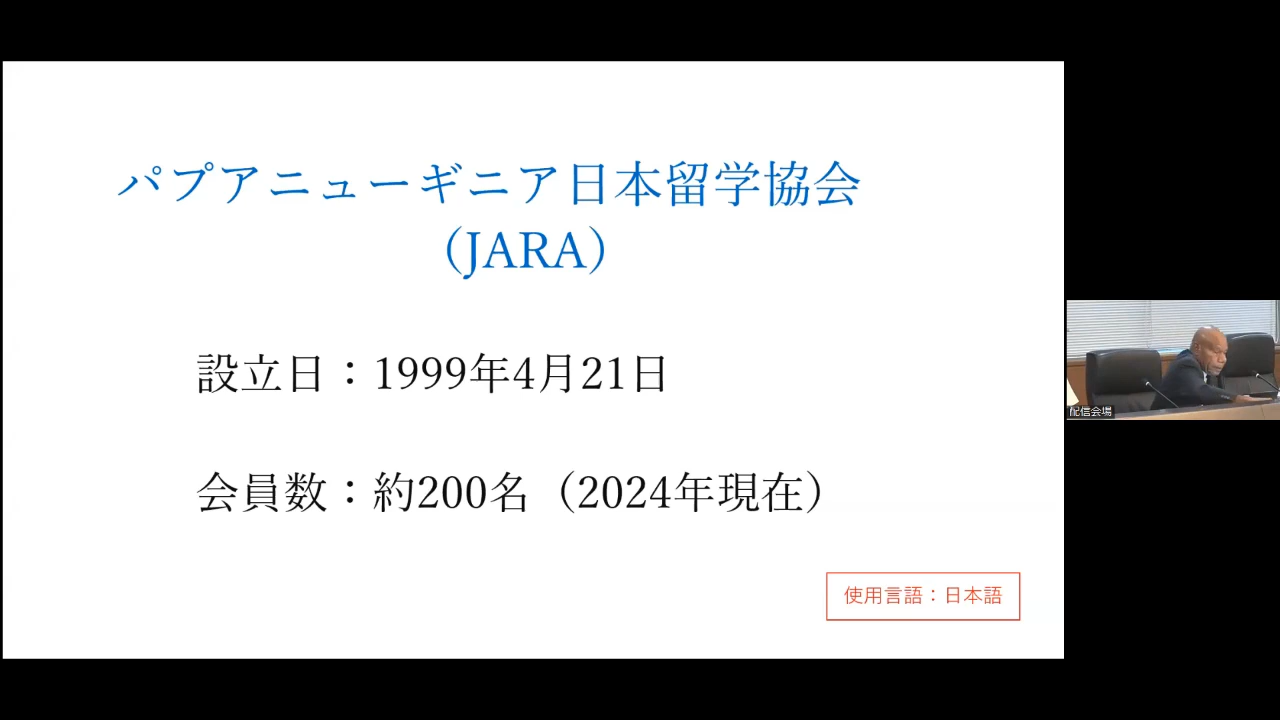 パプアニューギニア日本留学協会
（JARA）
設立日：1999年4月21日
会員数：約200名（2024年現在）
使用言語：日本語
配信会場